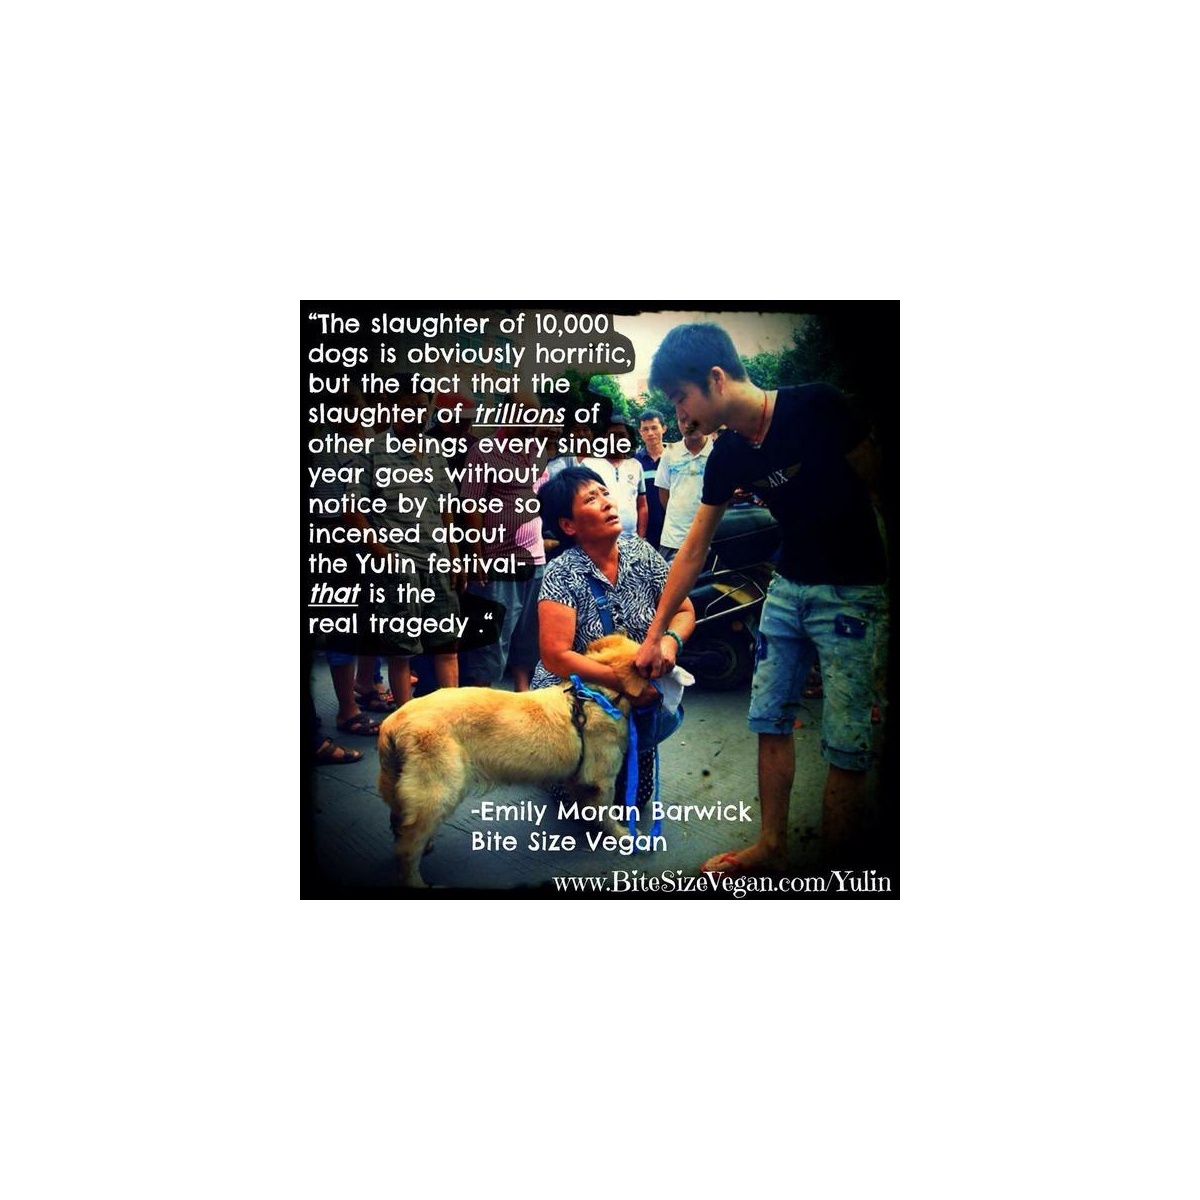 “The slaughter of 10,000
dogs is obviously horrific,
but the fact that the
slaughter of trillions of
other beings every single
year goes without
notice by those so
incensed about
the Yulin festival-
that is the
real tragedy .“
A|X
-Emily Moran Barwick
Bite Size Vegan
www.BiteSizeVegan.com/Yulin